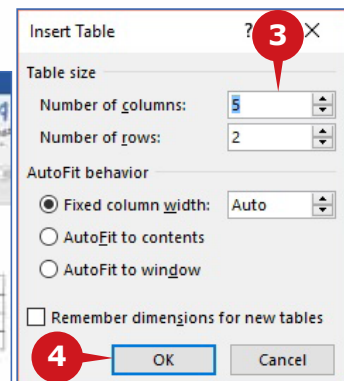 Insert Table ? ×
3
Table size
Number of columns: 5
Number of rows: 2
AutoFit behavior
Fixed column width: Auto
AutoFit to contents
AutoFit to window
Remember dimensions for new tables
4 OK Cancel